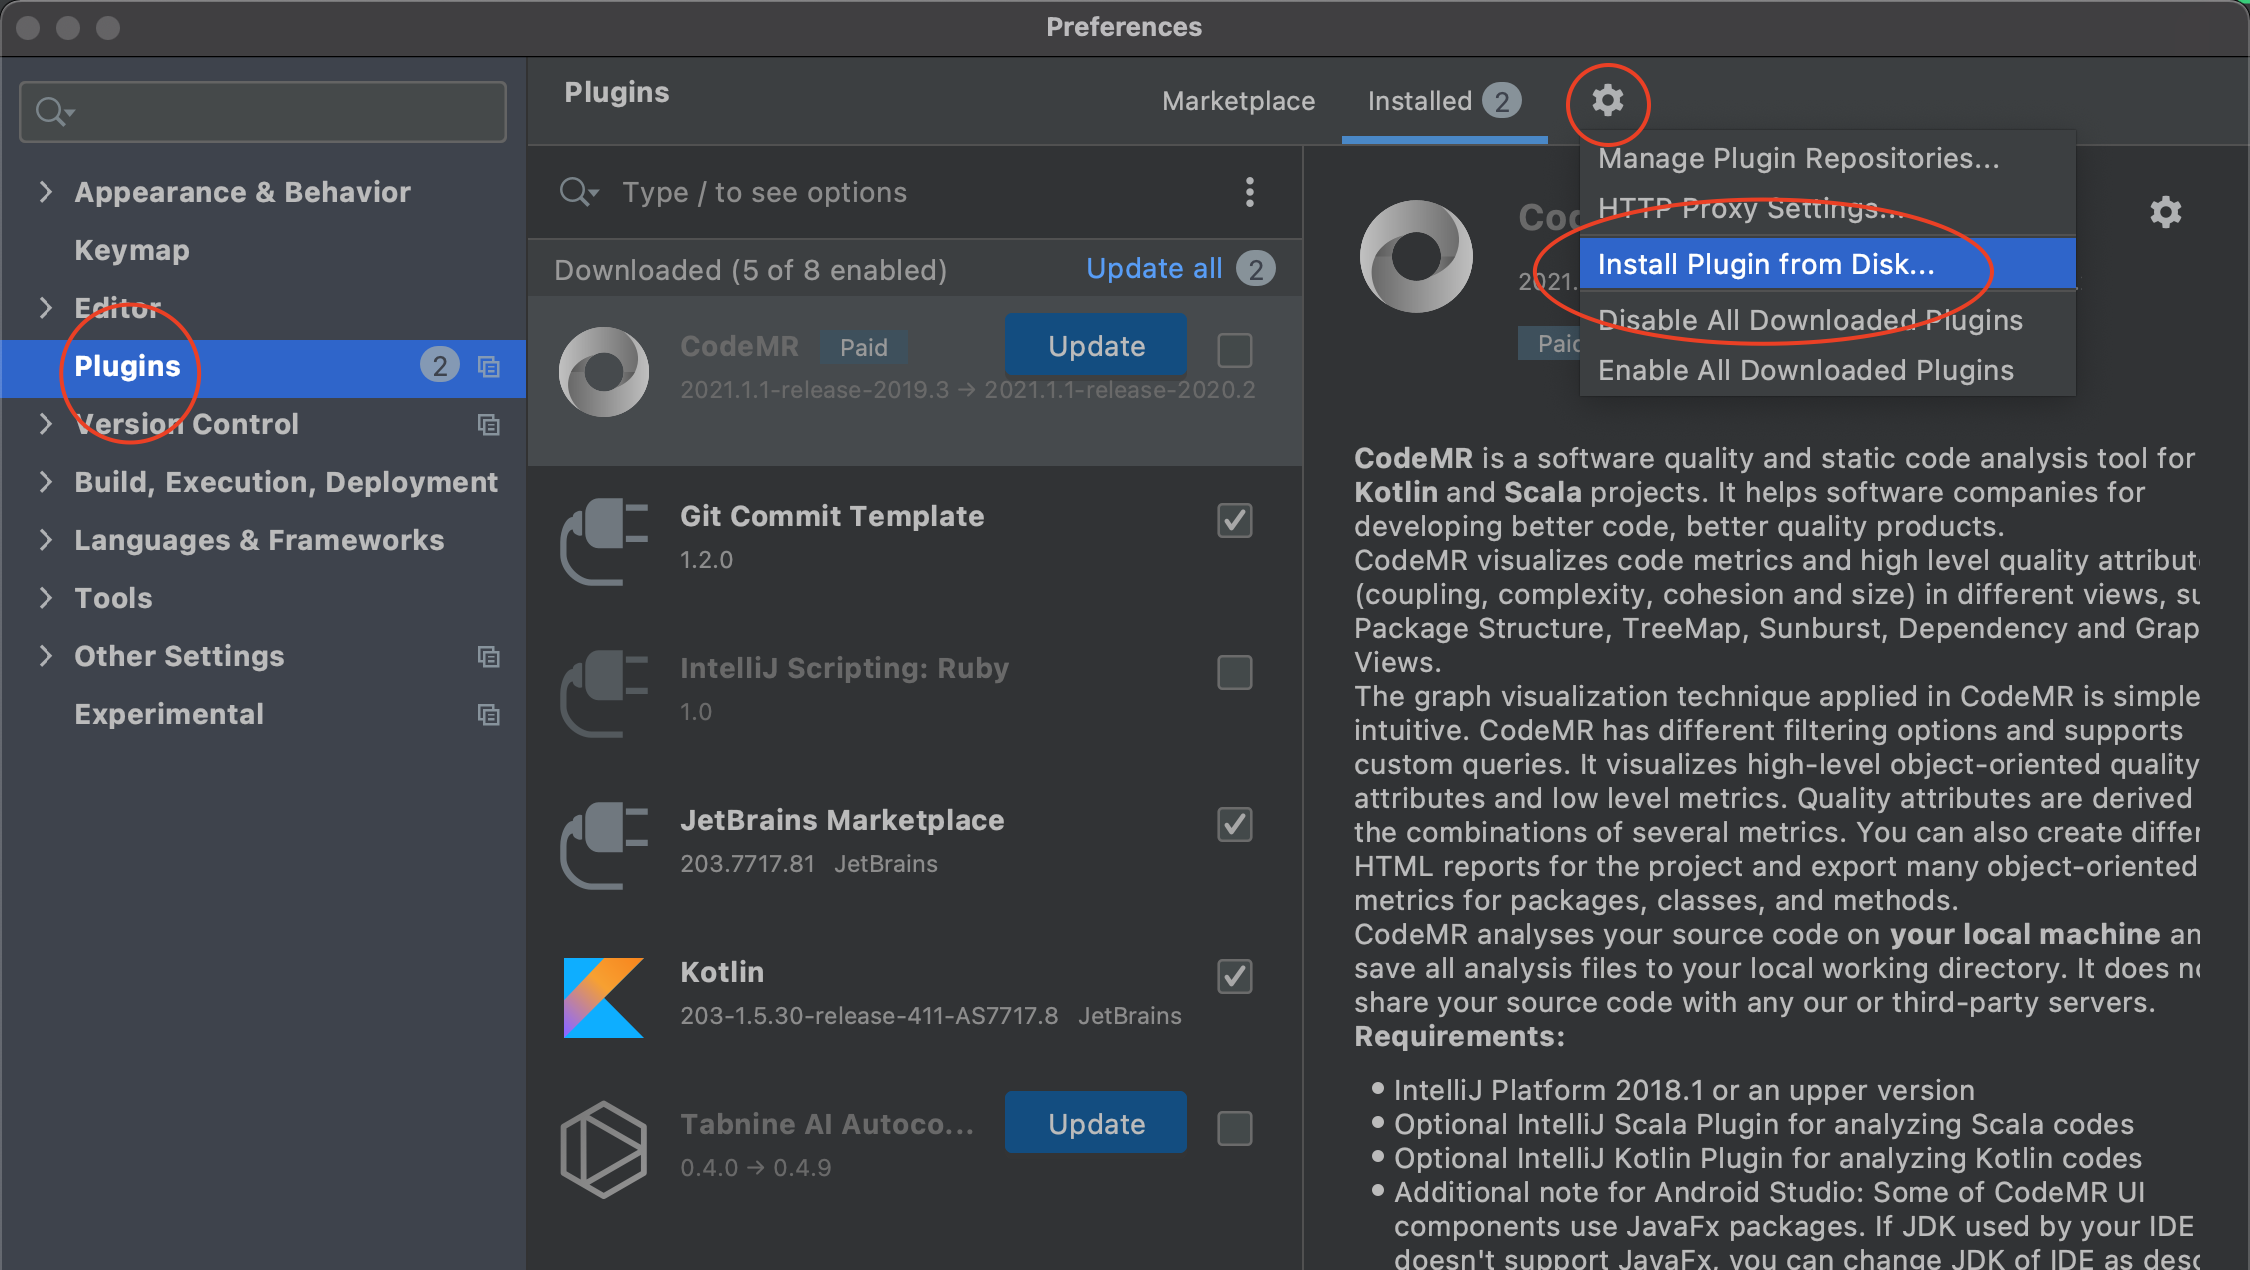 Preferences
Appearance & Behavior
Keymap
Editor
Plugins 2
Version Control
Build, Execution, Deployment
Languages & Frameworks
Tools
Other Settings
Experimental
Plugins
Marketplace
Installed 2
Type / to see options
Downloaded (5 of 8 enabled)
Update all 2
CodeMR Paid
Update
2021.1.1-release-2019.3 → 2021.1.1-release-2020.2
Git Commit Template
1.2.0
IntelliJ Scripting: Ruby
1.0
JetBrains Marketplace
203.7717.81 JetBrains
Kotlin
203-1.5.30-release-411-AS7717.8 JetBrains
Tabnine AI Autoco...
Update
0.4.0 → 0.4.9
Manage Plugin Repositories...
HTTP Proxy Settings...
Install Plugin from Disk...
Disable All Downloaded Plugins
Enable All Downloaded Plugins
2021.
Paid
CodeMR is a software quality and static code analysis tool for
Kotlin and Scala projects. It helps software companies for
developing better code, better quality products.
CodeMR visualizes code metrics and high level quality
(coupling, complexity, cohesion and size) in different views,
Package Structure, TreeMap, Sunburst, Dependency and
Views.
The graph visualization technique applied in CodeMR is simple
intuitive. CodeMR has different filtering options and supports
custom queries. It visualizes high-level object-oriented quality
attributes and low level metrics. Quality attributes are derived
the combinations of several metrics. You can also create
HTML reports for the project and export many object-oriented
metrics for packages, classes, and methods.
CodeMR analyses your source code on your local machine
save all analysis files to your local working directory. It does
share your source code with any our or third-party servers.
Requirements:
• IntelliJ Platform 2018.1 or an upper version
• Optional IntelliJ Scala Plugin for analyzing Scala codes
• Optional IntelliJ Kotlin Plugin for analyzing Kotlin codes
• Additional note for Android Studio: Some of CodeMR UI
components use JavaFx packages. If JDK used by your IDE
doesn't support JavaFx, you can change JDK of IDE as